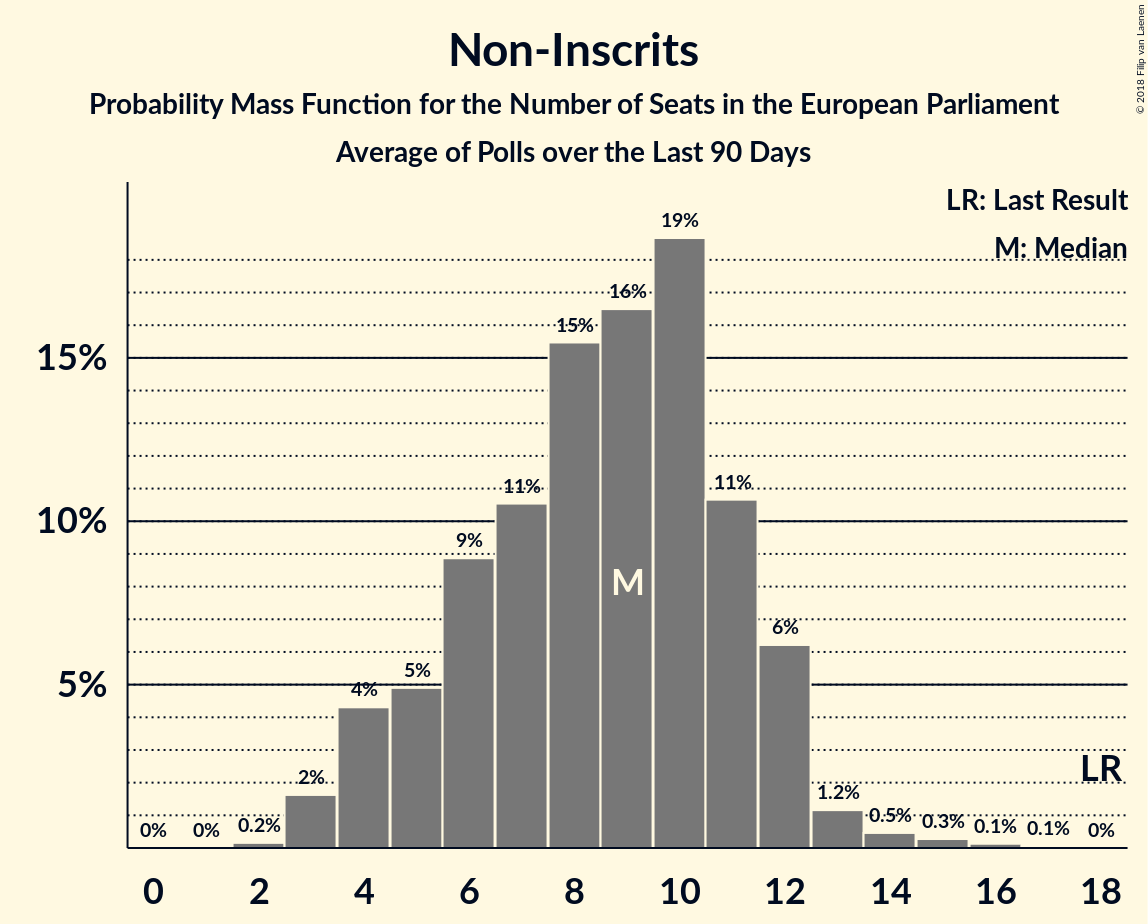 Non-Inscrits
Probability Mass Function for the Number of Seats in the European Parliament
Average of Polls over the Last 90 Days
© 2018 Filip van Laenen
LR: Last Result
M: Median
19%
16%
15%
15%
11%
11%
10%
9%
M
6%
5%
5%
4%
LR
2%
1.2%
0.5%
0.3%
0.2%
0.1%
0.1%
0%
0%
0%
0 2 4 6 8 10 12 14 16 18